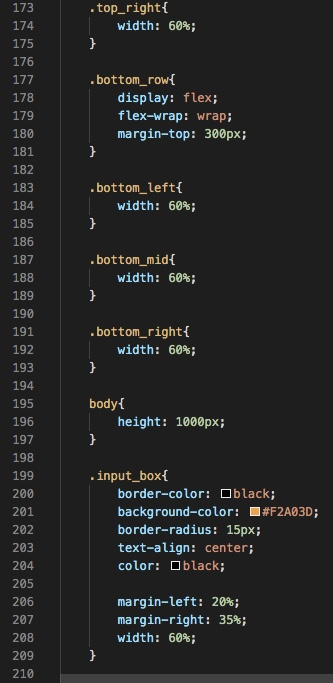 173 .top_right{
174 width: 60%;
175 }
176
177 .bottom_row{
178 display: flex;
179 flex-wrap: wrap;
180 margin-top: 300px;
181 }
182
183 .bottom_left{
184 width: 60%;
185 }
186
187 .bottom_mid{
188 width: 60%;
189 }
190
191 .bottom_right{
192 width: 60%;
193 }
194
195 body{
196 height: 1000px;
197 }
198
199 .input_box{
200 border-color: black;
201 background-color: #F2A03D;
202 border-radius: 15px;
203 text-align: center;
204 color: black;
205
206 margin-left: 20%;
207 margin-right: 35%;
208 width: 60%;
209 }
210